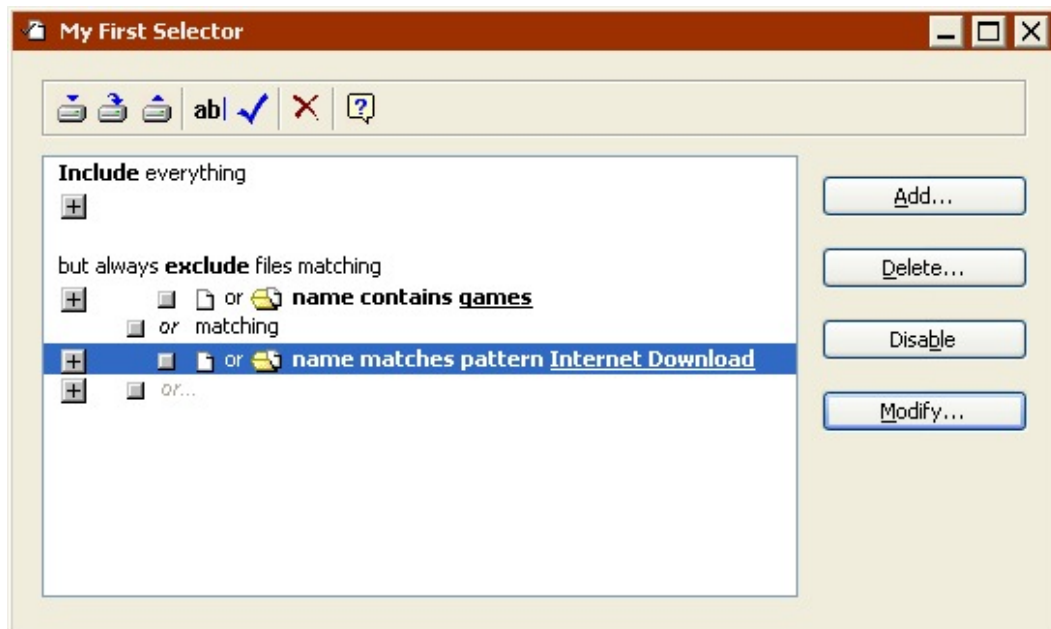 My First Selector
ab|
Include everything
but always exclude files matching
or name contains games
or matching
or name matches pattern Internet Download
or...
Add...
Delete...
Disable
Modify...